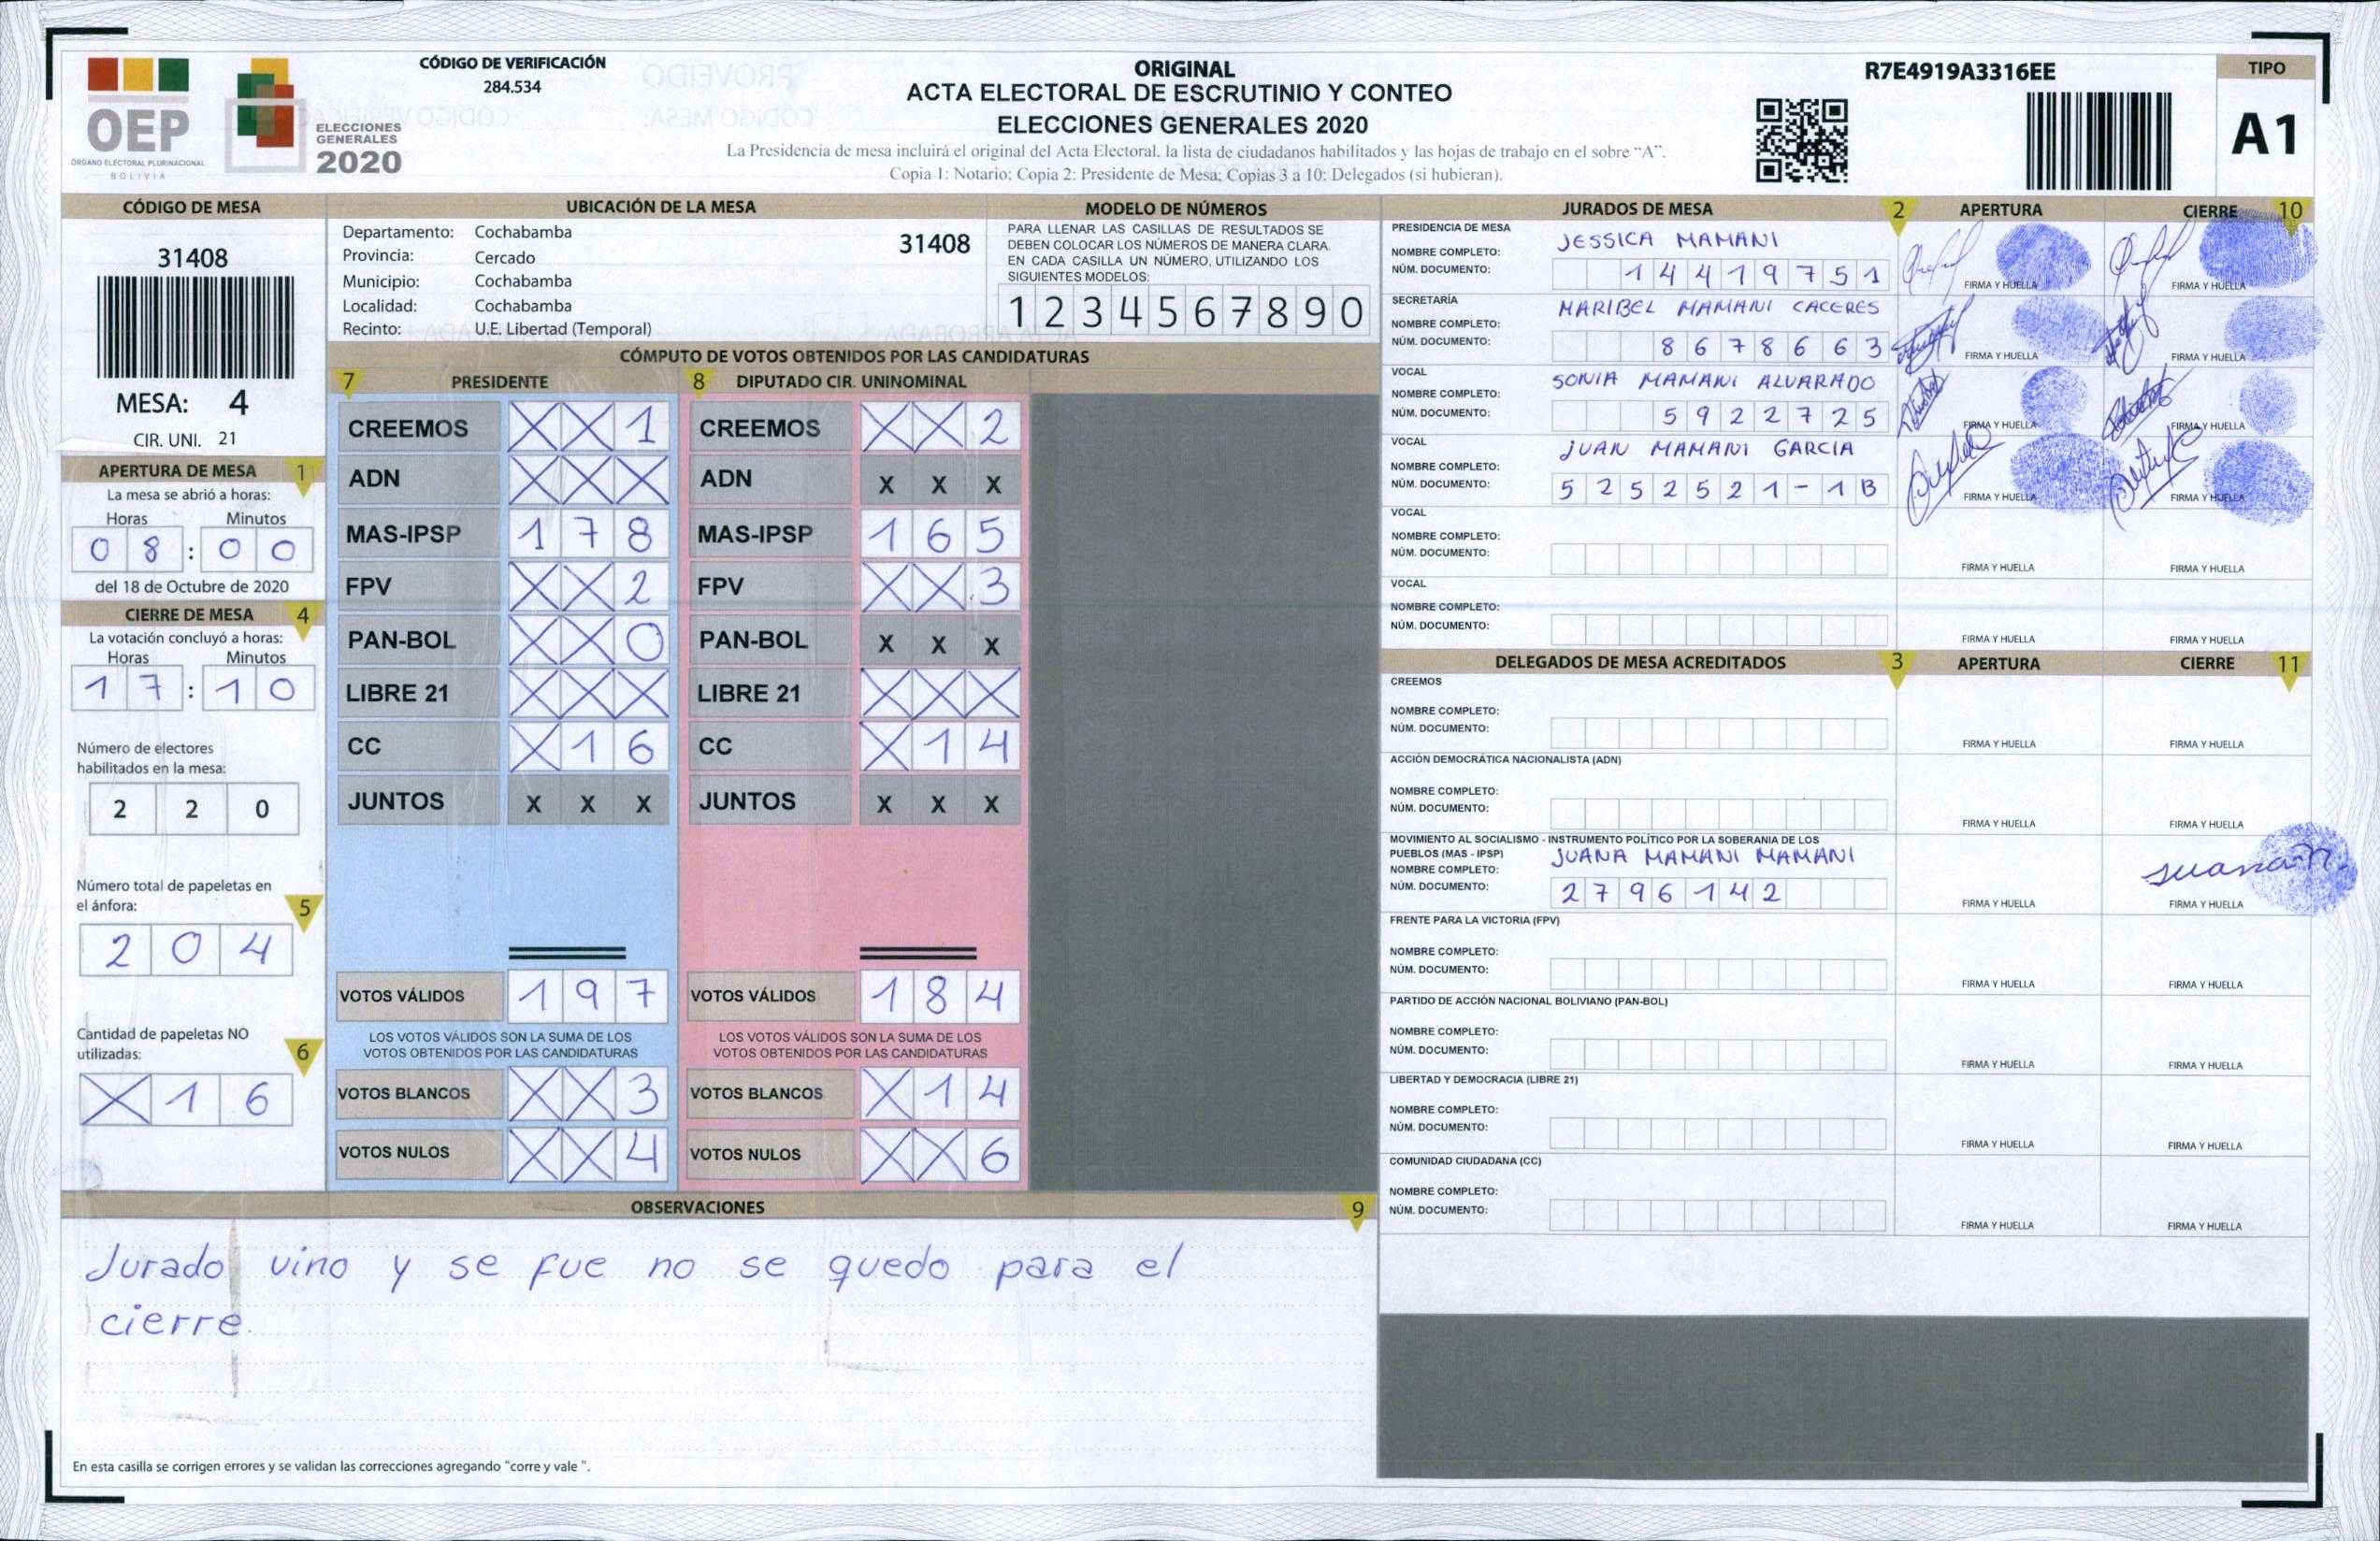 CÓDIGO DE VERIFICACIÓN
284.534
OEP
ÓRGANO ELECTORAL PLURINACIONAL
BOLIVIA
ELECCIONES
GENERALES
2020
ORIGINAL
ACTA ELECTORAL DE ESCRUTINIO Y CONTEO
ELECCIONES GENERALES 2020
La Presidencia de mesa incluirá el original del Acta Electoral, la lista de ciudadanos habilitados y las hojas de trabajo en el sobre "A".
Copia 1: Notario; Copia 2: Presidente de Mesa; Copias 3 a 10: Delegados (si hubieran).
R7E4919A3316EE
TIPO
A1
CÓDIGO DE MESA
31408
MESA: 4
CIR. UNI. 21
APERTURA DE MESA 1
La mesa se abrió a horas:
Horas Minutos
0 8 : 0 0
del 18 de Octubre de 2020
CIERRE DE MESA 4
La votación concluyó a horas:
Horas Minutos
1 7 : 1 0
Número de electores
habilitados en la mesa:
2 2 0
Número total de papeletas en
el ánfora: 5
2 0 4
Cantidad de papeletas NO
utilizadas: 6
X 1 6
UBICACIÓN DE LA MESA
Departamento: Cochabamba
Provincia: Cercado
Municipio: Cochabamba
Localidad: Cochabamba
Recinto: U.E. Libertad (Temporal)
31408
MODELO DE NÚMEROS
PARA LLENAR LAS CASILLAS DE RESULTADOS SE
DEBEN COLOCAR LOS NÚMEROS DE MANERA CLARA.
EN CADA CASILLA UN NÚMERO, UTILIZANDO LOS
SIGUIENTES MODELOS:
1 2 3 4 5 6 7 8 9 0
CÓMPUTO DE VOTOS OBTENIDOS POR LAS CANDIDATURAS
7 PRESIDENTE
CREEMOS X X 1
ADN X X X
MAS-IPSP 1 7 8
FPV X X 2
PAN-BOL X X 0
LIBRE 21 X X X
CC X 1 6
JUNTOS X X X
VOTOS VÁLIDOS 1 9 7
LOS VOTOS VÁLIDOS SON LA SUMA DE LOS
VOTOS OBTENIDOS POR LAS CANDIDATURAS
VOTOS BLANCOS X X 3
VOTOS NULOS X X 4
8 DIPUTADO CIR. UNINOMINAL
CREEMOS X X 2
ADN X X X
MAS-IPSP 1 6 5
FPV X X 3
PAN-BOL X X X
LIBRE 21 X X X
CC X 1 4
JUNTOS X X X
VOTOS VÁLIDOS 1 8 4
LOS VOTOS VÁLIDOS SON LA SUMA DE LOS
VOTOS OBTENIDOS POR LAS CANDIDATURAS
VOTOS BLANCOS X 1 4
VOTOS NULOS X X 6
OBSERVACIONES 9
Jurado vino y se fue no se quedo para el
cierre.
En esta casilla se corrigen errores y se validan las correcciones agregando "corre y vale ".
JURADOS DE MESA 2 APERTURA CIERRE 10
PRESIDENCIA DE MESA
NOMBRE COMPLETO: JESSICA MAMANI
NÚM. DOCUMENTO: 1 4 4 1 9 7 5 1
FIRMA Y HUELLA FIRMA Y HUELLA
SECRETARÍA
NOMBRE COMPLETO: MARIBEL MAMANI CACERES
NÚM. DOCUMENTO: 8 6 7 8 6 6 3
FIRMA Y HUELLA FIRMA Y HUELLA
VOCAL
NOMBRE COMPLETO: SONIA MAMANI ALVARADO
NÚM. DOCUMENTO: 5 9 2 2 7 2 5
FIRMA Y HUELLA FIRMA Y HUELLA
VOCAL
NOMBRE COMPLETO: JUAN MAMANI GARCIA
NÚM. DOCUMENTO: 5 2 5 2 5 2 1 - 1 B
FIRMA Y HUELLA FIRMA Y HUELLA
VOCAL
NOMBRE COMPLETO:
NÚM. DOCUMENTO:
FIRMA Y HUELLA FIRMA Y HUELLA
VOCAL
NOMBRE COMPLETO:
NÚM. DOCUMENTO:
FIRMA Y HUELLA FIRMA Y HUELLA
DELEGADOS DE MESA ACREDITADOS 3 APERTURA CIERRE 11
CREEMOS
NOMBRE COMPLETO:
NÚM. DOCUMENTO:
FIRMA Y HUELLA FIRMA Y HUELLA
ACCIÓN DEMOCRÁTICA NACIONALISTA (ADN)
NOMBRE COMPLETO:
NÚM. DOCUMENTO:
FIRMA Y HUELLA FIRMA Y HUELLA
MOVIMIENTO AL SOCIALISMO - INSTRUMENTO POLÍTICO POR LA SOBERANIA DE LOS
PUEBLOS (MAS - IPSP)
NOMBRE COMPLETO: JUANA MAMANI MAMANI
NÚM. DOCUMENTO: 2 7 9 6 1 4 2
FIRMA Y HUELLA FIRMA Y HUELLA
FRENTE PARA LA VICTORIA (FPV)
NOMBRE COMPLETO:
NÚM. DOCUMENTO:
FIRMA Y HUELLA FIRMA Y HUELLA
PARTIDO DE ACCIÓN NACIONAL BOLIVIANO (PAN-BOL)
NOMBRE COMPLETO:
NÚM. DOCUMENTO:
FIRMA Y HUELLA FIRMA Y HUELLA
LIBERTAD Y DEMOCRACIA (LIBRE 21)
NOMBRE COMPLETO:
NÚM. DOCUMENTO:
FIRMA Y HUELLA FIRMA Y HUELLA
COMUNIDAD CIUDADANA (CC)
NOMBRE COMPLETO:
NÚM. DOCUMENTO:
FIRMA Y HUELLA FIRMA Y HUELLA